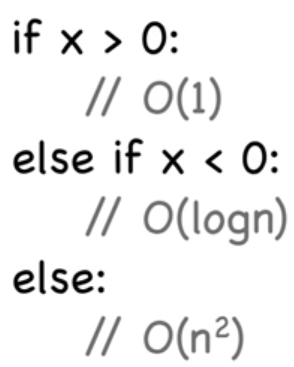 if x > 0:
// O(1)
else if x < 0:
// O(logn)
else:
// O(n²)